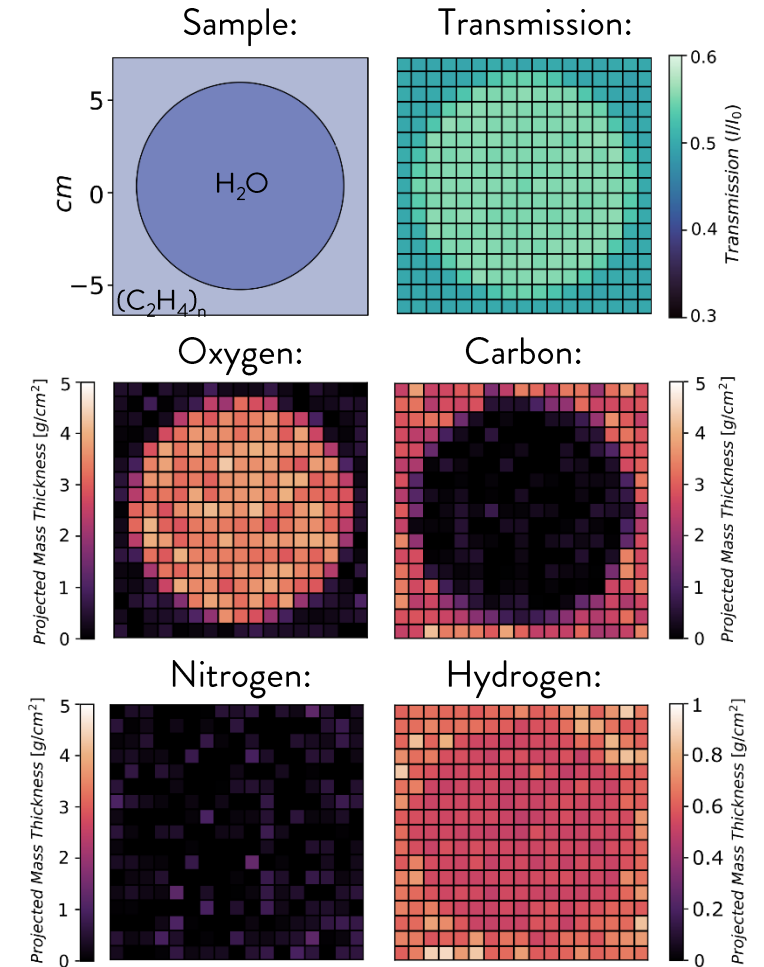 Sample:
Transmission:
5
0
−5
cm
H₂O
(C₂H₄)ₙ
0.6
0.5
0.4
0.3
Transmission (I/I₀)
Oxygen:
Carbon:
Projected Mass Thickness [g/cm²]
5
4
3
2
1
0
5
4
3
2
1
0
Projected Mass Thickness [g/cm²]
Nitrogen:
Hydrogen:
Projected Mass Thickness [g/cm²]
5
4
3
2
1
0
1
0.8
0.6
0.4
0.2
0
Projected Mass Thickness [g/cm²]